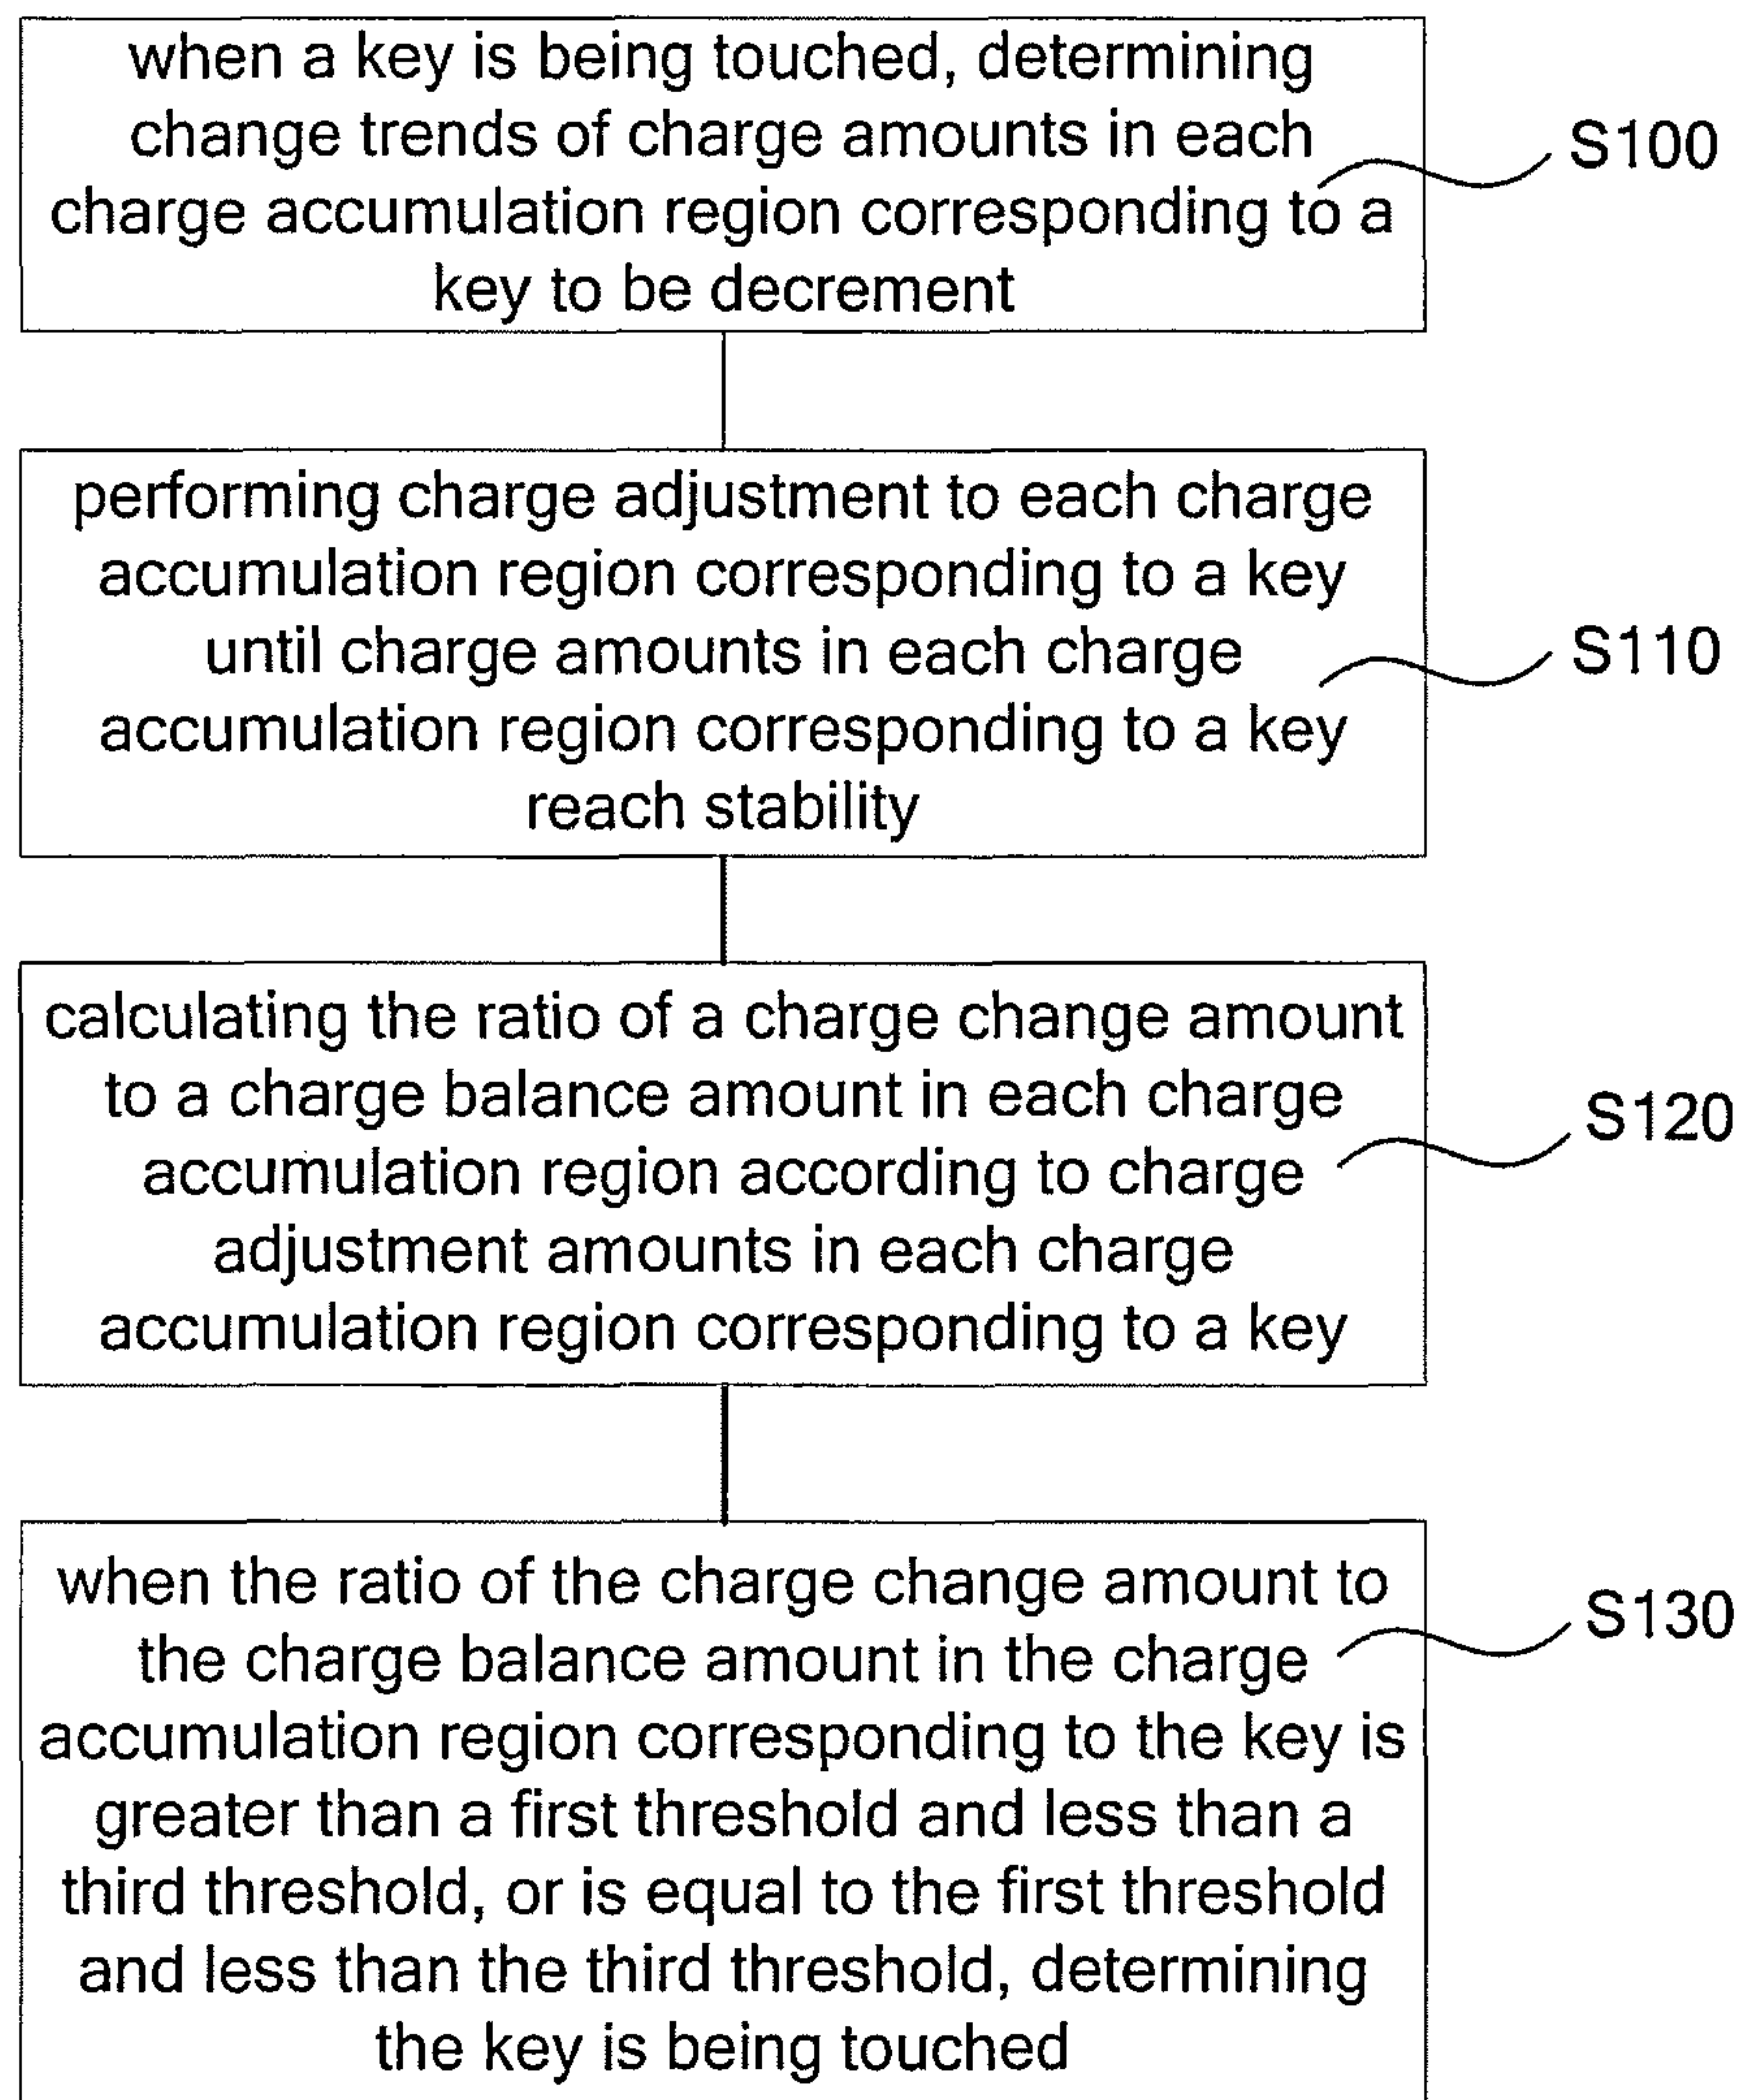 when a key is being touched, determining
change trends of charge amounts in each
charge accumulation region corresponding to a
key to be decrement
S100
performing charge adjustment to each charge
accumulation region corresponding to a key
until charge amounts in each charge
accumulation region corresponding to a key
reach stability
S110
calculating the ratio of a charge change amount
to a charge balance amount in each charge
accumulation region according to charge
adjustment amounts in each charge
accumulation region corresponding to a key
S120
when the ratio of the charge change amount to
the charge balance amount in the charge
accumulation region corresponding to the key is
greater than a first threshold and less than a
third threshold, or is equal to the first threshold
and less than the third threshold, determining
the key is being touched
S130